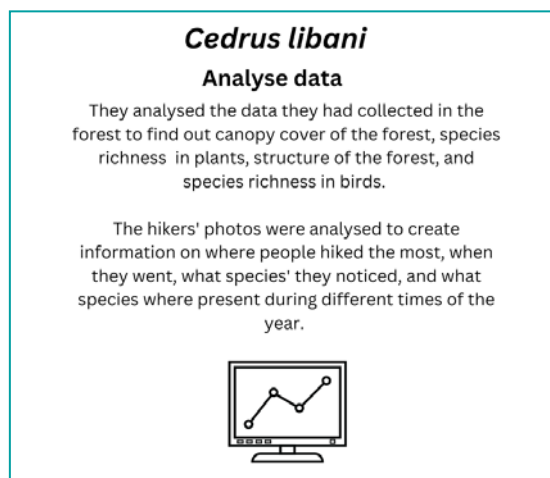 Cedrus libani
Analyse data
They analysed the data they had collected in the
forest to find out canopy cover of the forest, species
richness in plants, structure of the forest, and
species richness in birds.
The hikers' photos were analysed to create
information on where people hiked the most, when
they went, what species' they noticed, and what
species where present during different times of the
year.